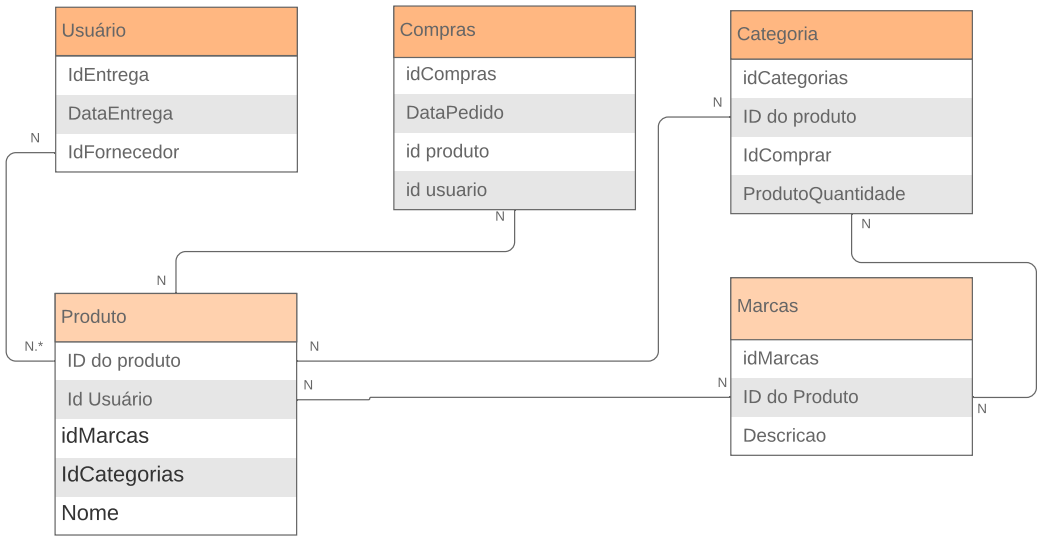 Usuário
IdEntrega
DataEntrega
IdFornecedor
N
Compras
idCompras
DataPedido
id produto
id usuario
N
Categoria
idCategorias
ID do produto
IdComprar
ProdutoQuantidade
N
N
N
N.*
Produto
ID do produto
Id Usuário
idMarcas
IdCategorias
Nome
N
N
Marcas
idMarcas
ID do Produto
Descricao
N
N